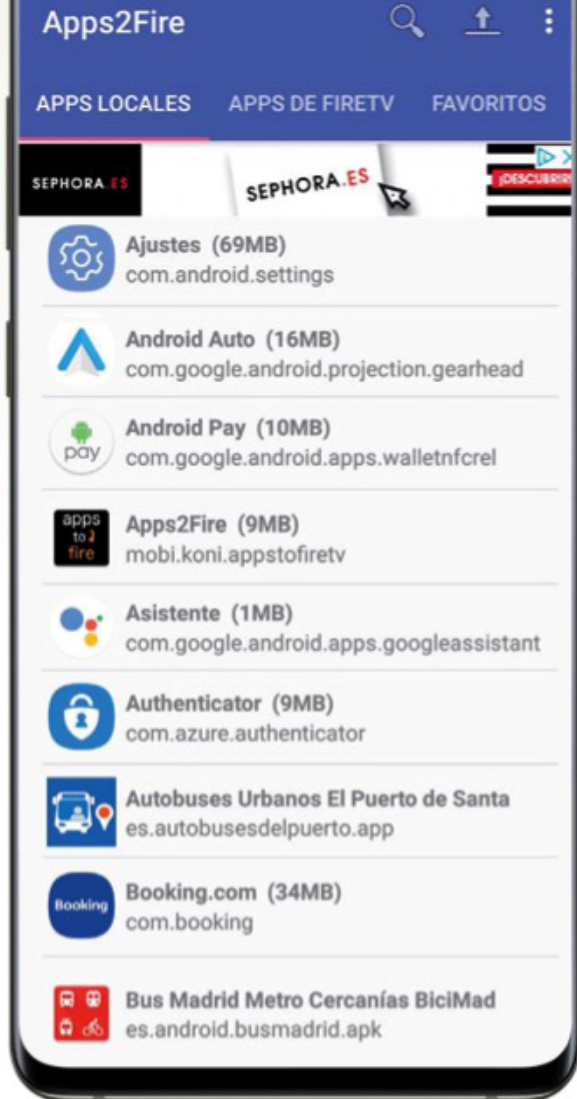 Apps2Fire
APPS LOCALES APPS DE FIRETV FAVORITOS
SEPHORA.ES SEPHORA.ES ¡DESCUBRIR
Ajustes (69MB)
com.android.settings
Android Auto (16MB)
com.google.android.projection.gearhead
pay
Android Pay (10MB)
com.google.android.apps.walletnfcrel
apps
to
fire
Apps2Fire (9MB)
mobi.koni.appstofiretv
Asistente (1MB)
com.google.android.apps.googleassistant
Authenticator (9MB)
com.azure.authenticator
Autobuses Urbanos El Puerto de Santa
es.autobusesdelpuerto.app
Booking
Booking.com (34MB)
com.booking
Bus Madrid Metro Cercanías BiciMad
es.android.busmadrid.apk